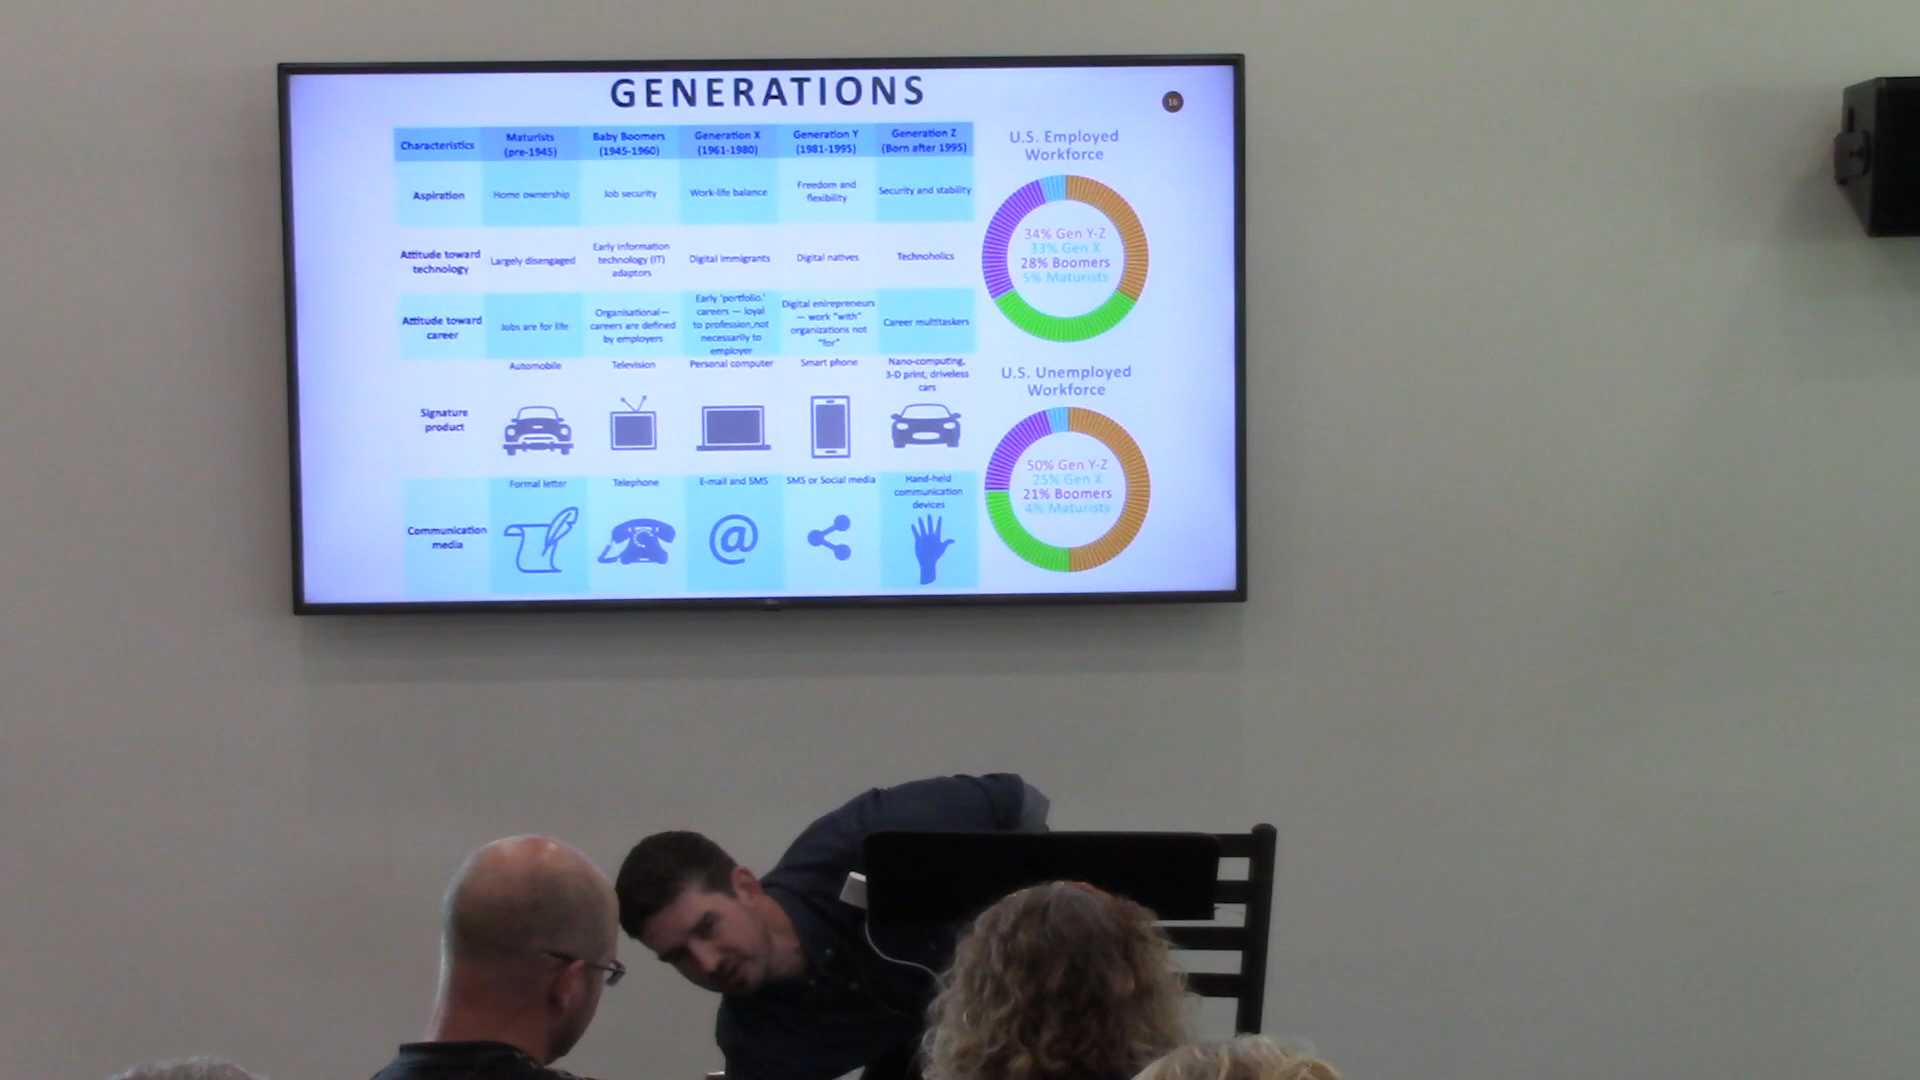 GENERATIONS
16
Characteristics
Maturists
(pre-1945)
Baby Boomers
(1945-1960)
Generation X
(1961-1980)
Generation Y
(1981-1995)
Generation Z
(Born after 1995)
Aspiration
Home ownership
Job security
Work-life balance
Freedom and
flexibility
Security and stability
Attitude toward
technology
Largely disengaged
Early information
technology (IT)
adaptors
Digital immigrants
Digital natives
Technoholics
Attitude toward
career
Jobs are for life
Organisational—
careers are defined
by employers
Early 'portfolio.'
careers — loyal
to profession,not
necessarily to
employer
Digital enirepreneurs
— work "with"
organizations not
"for"
Career multitaskers
Signature
product
Automobile
Television
Personal computer
Smart phone
Nano-computing,
3-D print, driveless
cars
Communication
media
Formal letter
Telephone
E-mail and SMS
@
SMS or Social media
Hand-held
communication
devices
U.S. Employed
Workforce
34% Gen Y-Z
33% Gen X
28% Boomers
5% Maturists
U.S. Unemployed
Workforce
50% Gen Y-Z
25% Gen X
21% Boomers
4% Maturists